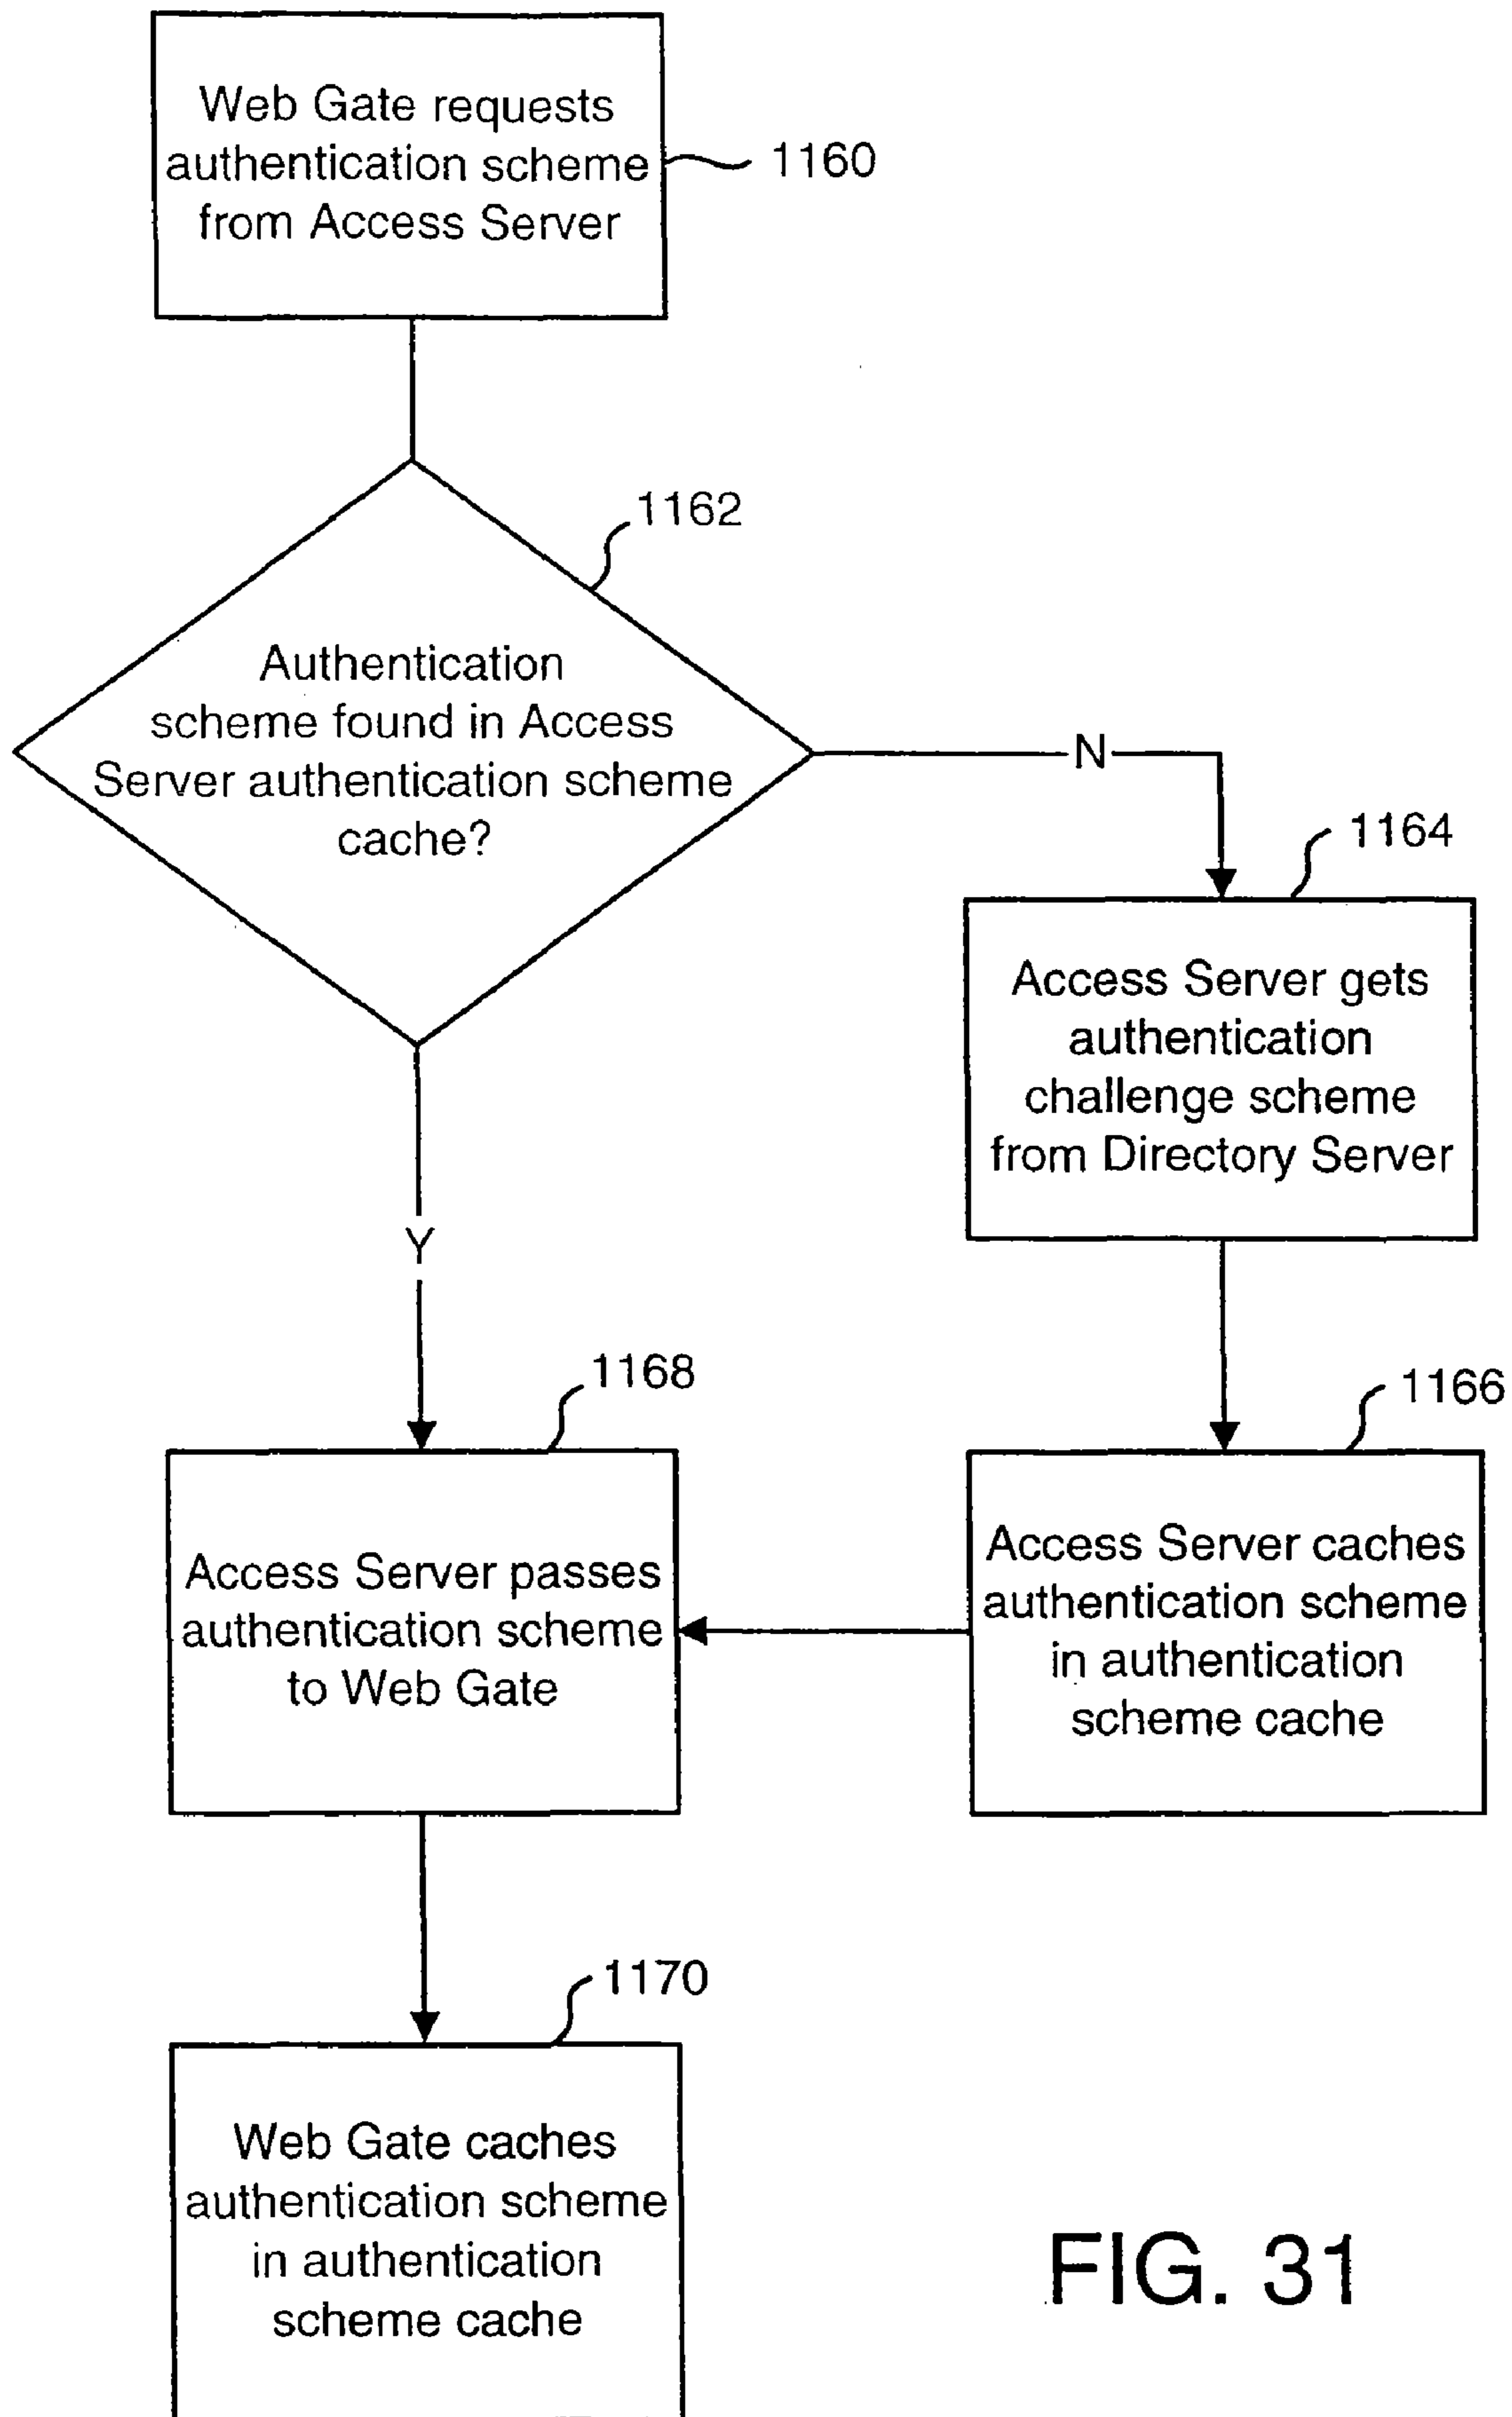 Web Gate requests
authentication scheme
from Access Server
1160
1162
Authentication
scheme found in Access
Server authentication scheme
cache?
N
1164
Access Server gets
authentication
challenge scheme
from Directory Server
Y
1168
1166
Access Server passes
authentication scheme
to Web Gate
Access Server caches
authentication scheme
in authentication
scheme cache
1170
Web Gate caches
authentication scheme
in authentication
scheme cache
FIG. 31